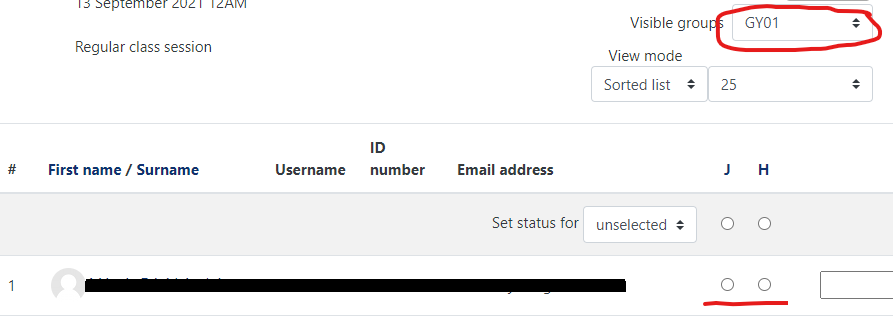 13 September 2021 12AM
Visible groups GY01
Regular class session
View mode
Sorted list 25
# First name / Surname Username ID number Email address J H
Set status for unselected
1